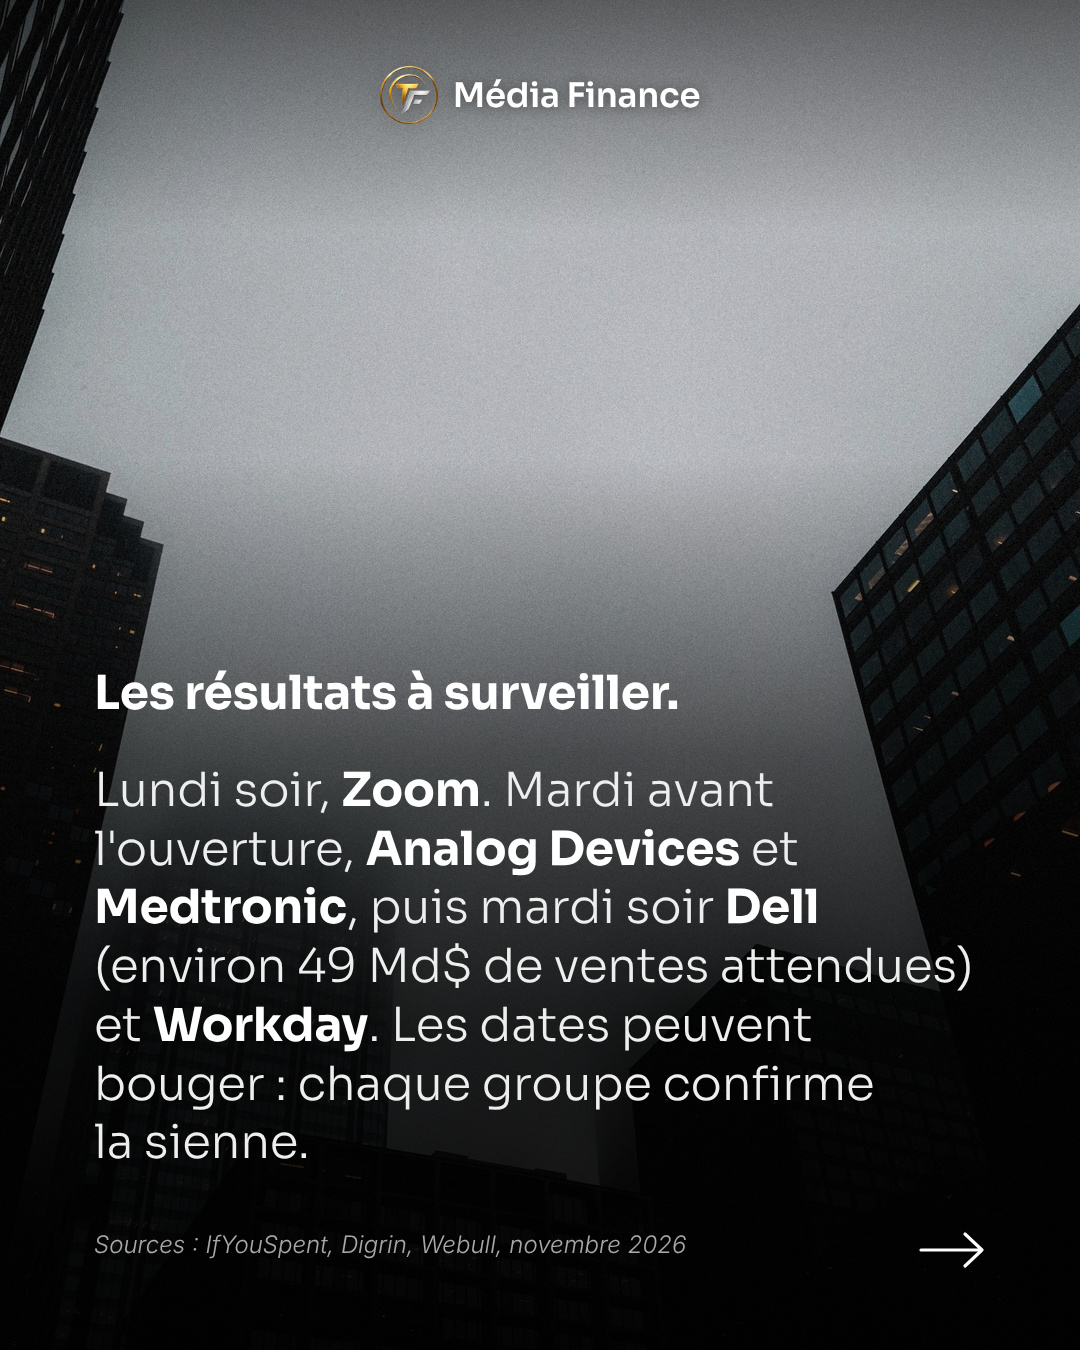 TF Média Finance
Les résultats à surveiller.
Lundi soir, Zoom. Mardi avant
l'ouverture, Analog Devices et
Medtronic, puis mardi soir Dell
(environ 49 Md$ de ventes attendues)
et Workday. Les dates peuvent
bouger : chaque groupe confirme
la sienne.
Sources : IfYouSpent, Digrin, Webull, novembre 2026